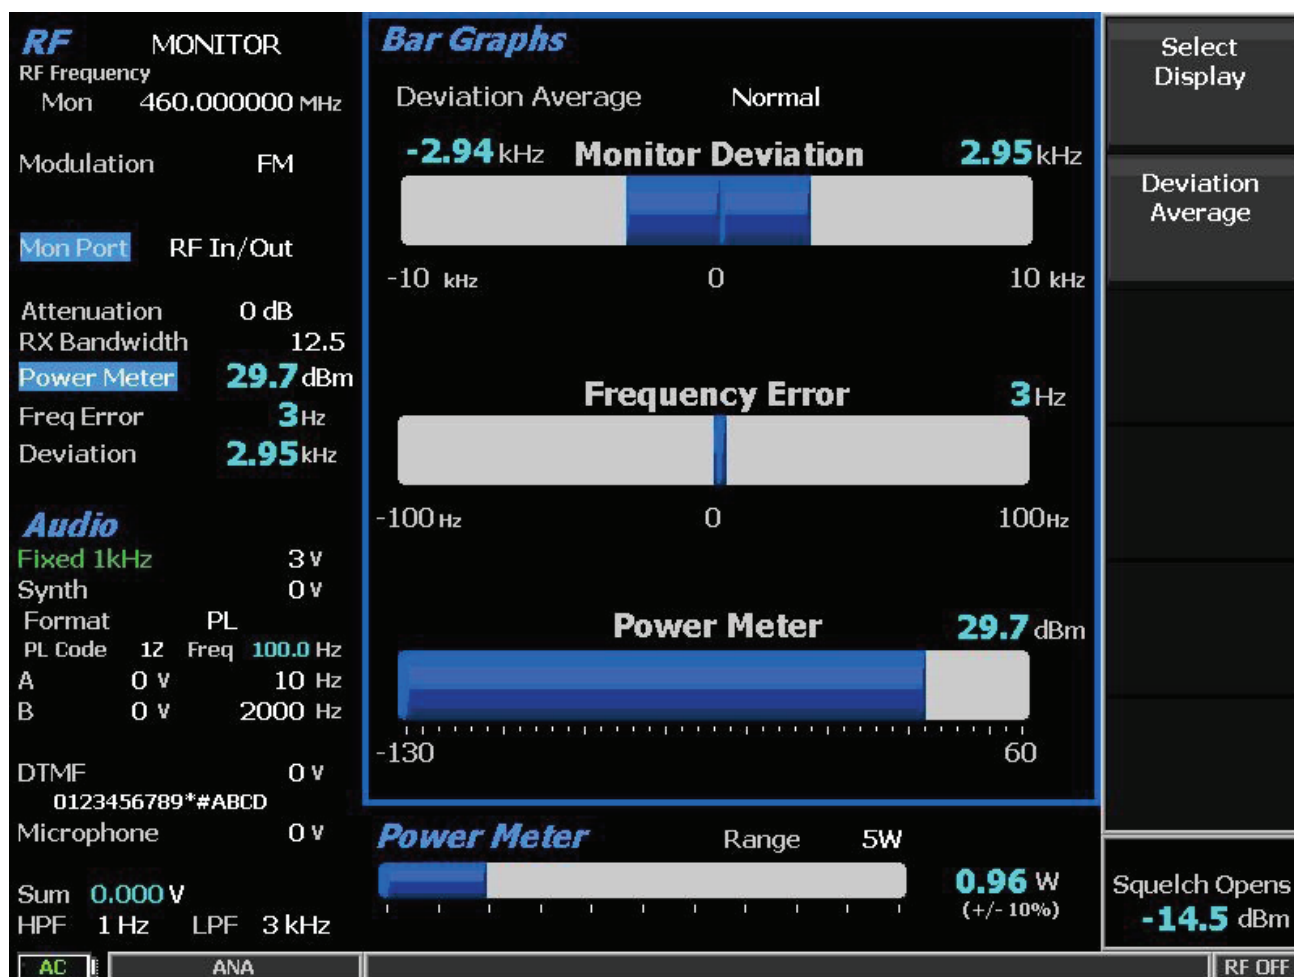 RF MONITOR
RF Frequency
Mon 460.000000 MHz
Modulation FM
Mon Port RF In/Out
Attenuation 0 dB
RX Bandwidth 12.5
Power Meter 29.7 dBm
Freq Error 3 Hz
Deviation 2.95 kHz
Audio
Fixed 1kHz 3 V
Synth 0 V
Format PL
PL Code 1Z Freq 100.0 Hz
A 0 V 10 Hz
B 0 V 2000 Hz
DTMF 0 V
0123456789*#ABCD
Microphone 0 V
Sum 0.000 V
HPF 1 Hz LPF 3 kHz
Bar Graphs
Deviation Average Normal
-2.94 kHz Monitor Deviation 2.95 kHz
-10 kHz 0 10 kHz
Frequency Error 3 Hz
-100 Hz 0 100 Hz
Power Meter 29.7 dBm
-130 60
Power Meter Range 5W
0.96 W
(+/- 10%)
Select
Display
Deviation
Average
Squelch Opens
-14.5 dBm
AC ANA RF OFF